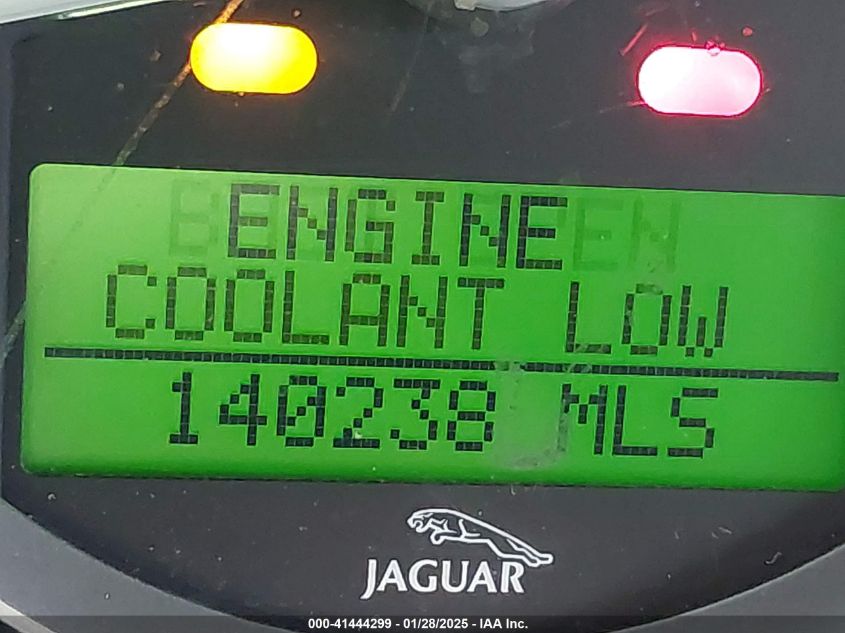 ENGINE
COOLANT LOW
140238 MLS
JAGUAR
000-41444299 - 01/28/2025 - IAA Inc.